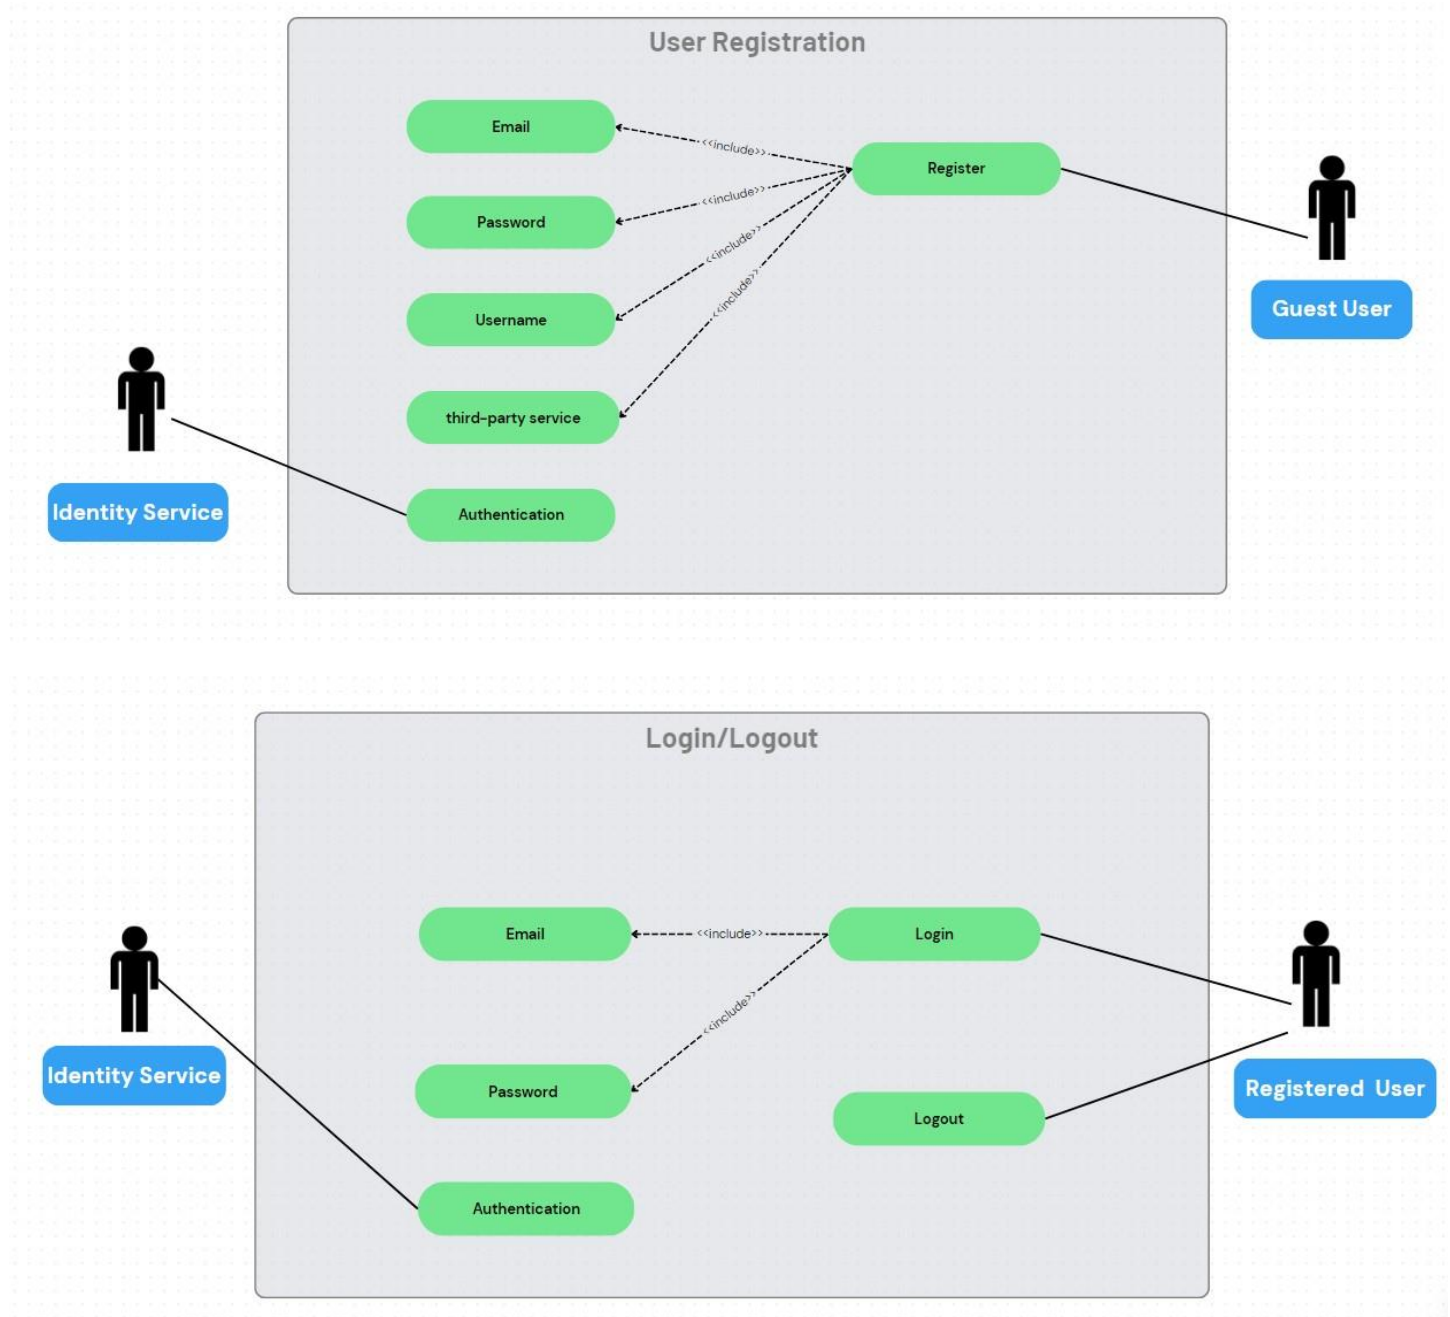 User Registration
Email
<<include>>
Register
Password
<<include>>
<<include>>
Username
<<include>>
Guest User
third-party service
Identity Service
Authentication
Login/Logout
Email
<<include>>
Login
<<include>>
Identity Service
Password
Registered User
Logout
Authentication